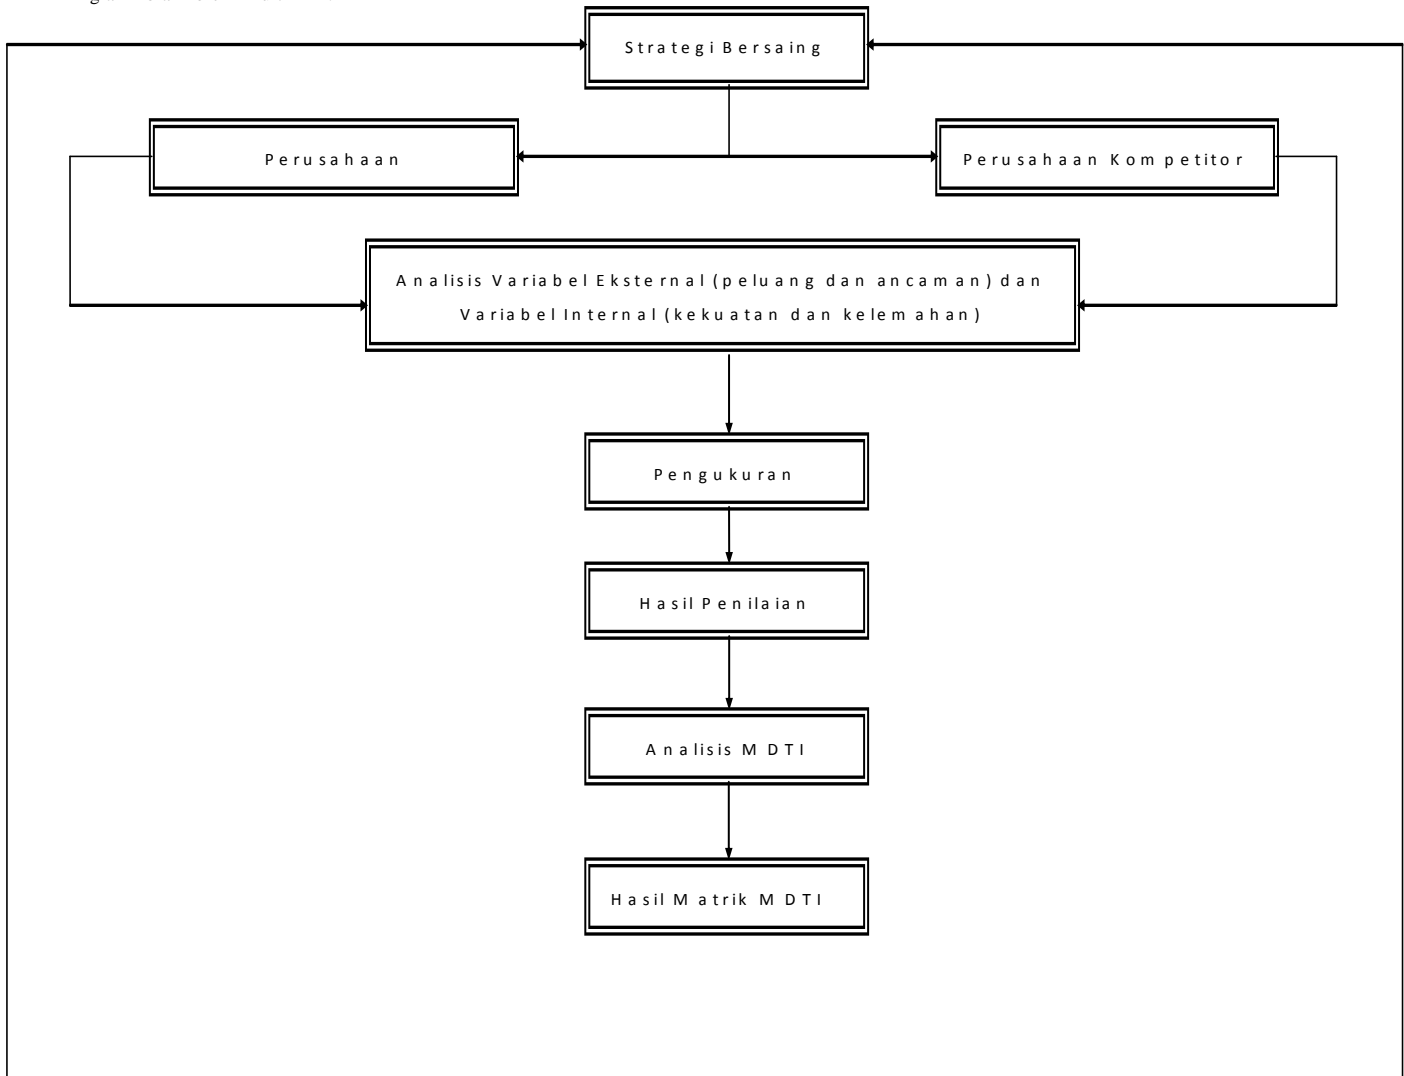 Strategi Bersaing
Perusahaan
Perusahaan Kompetitor
Analisis Variabel Eksternal (peluang dan ancaman) dan
Variabel Internal (kekuatan dan kelemahan)
Pengukuran
Hasil Penilaian
Analisis MDTI
Hasil Matrik MDTI